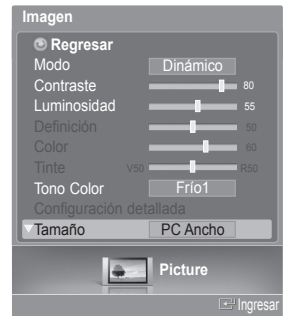 Imagen
Regresar
Modo Dinámico
Contraste 80
Luminosidad 55
Definición 50
Color 60
Tinte V50 R50
Tono Color Frío1
Configuración detallada
Tamaño PC Ancho
Picture
Ingresar